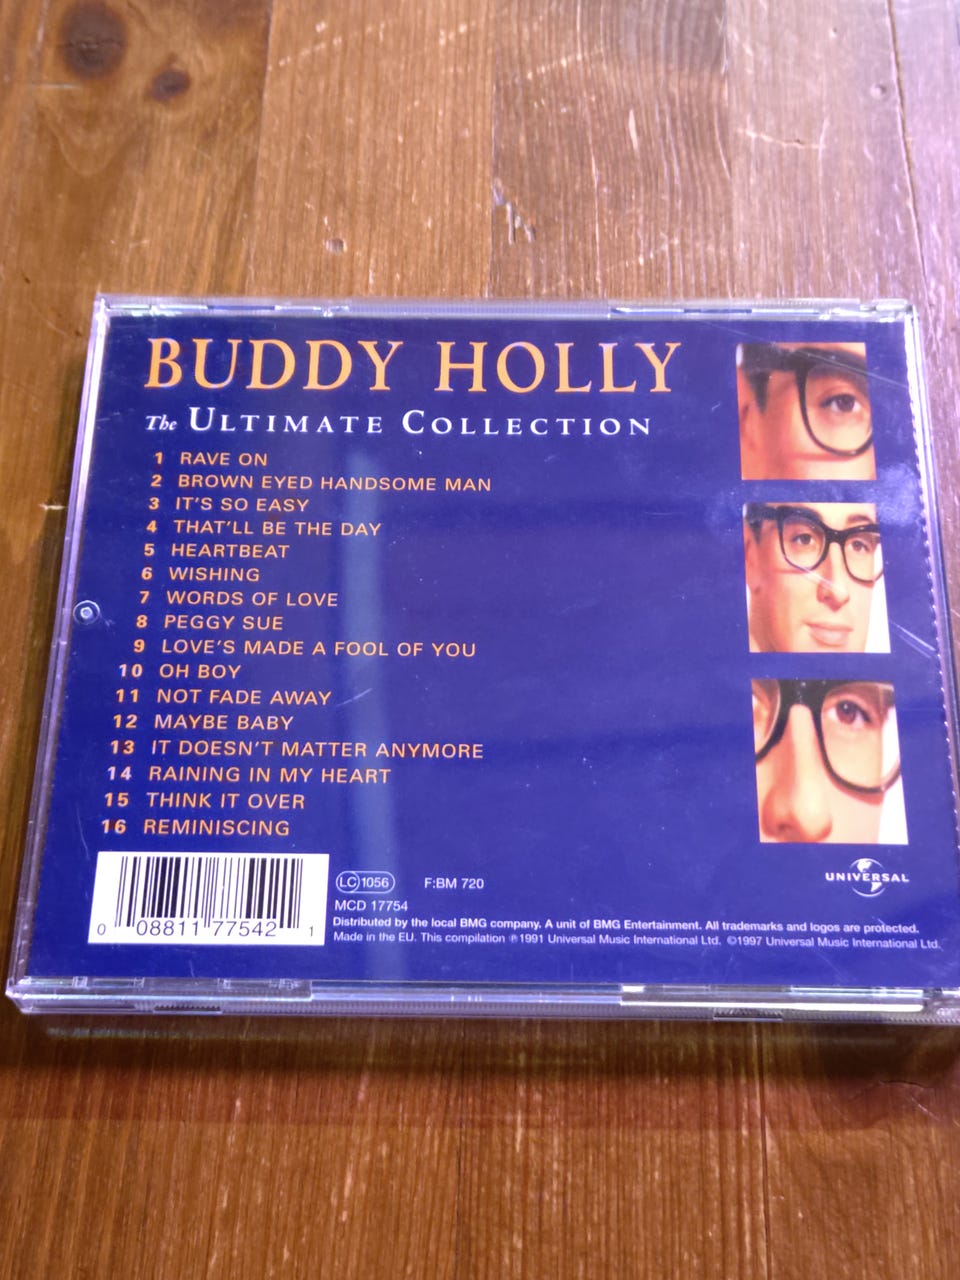 BUDDY HOLLY
The ULTIMATE COLLECTION
1 RAVE ON
2 BROWN EYED HANDSOME MAN
3 IT'S SO EASY
4 THAT'LL BE THE DAY
5 HEARTBEAT
6 WISHING
7 WORDS OF LOVE
8 PEGGY SUE
9 LOVE'S MADE A FOOL OF YOU
10 OH BOY
11 NOT FADE AWAY
12 MAYBE BABY
13 IT DOESN'T MATTER ANYMORE
14 RAINING IN MY HEART
15 THINK IT OVER
16 REMINISCING
0 08811 77542 1
LC 1056 F:BM 720
MCD 17754
Distributed by the local BMG company. A unit of BMG Entertainment. All trademarks and logos are protected.
Made in the EU. This compilation ℗1991 Universal Music International Ltd. ©1997 Universal Music International Ltd.
UNIVERSAL